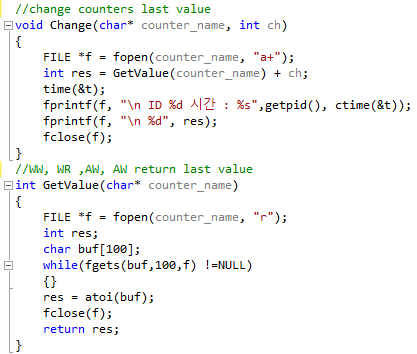 //change counters last value
void Change(char* counter_name, int ch)
{
FILE *f = fopen(counter_name, "a+");
int res = GetValue(counter_name) + ch;
time(&t);
fprintf(f, "\n ID %d 시간 : %s",getpid(), ctime(&t));
fprintf(f, "\n %d", res);
fclose(f);
}
//WW, WR ,AW, AW return last value
int GetValue(char* counter_name)
{
FILE *f = fopen(counter_name, "r");
int res;
char buf[100];
while(fgets(buf,100,f) !=NULL)
{}
res = atoi(buf);
fclose(f);
return res;
}